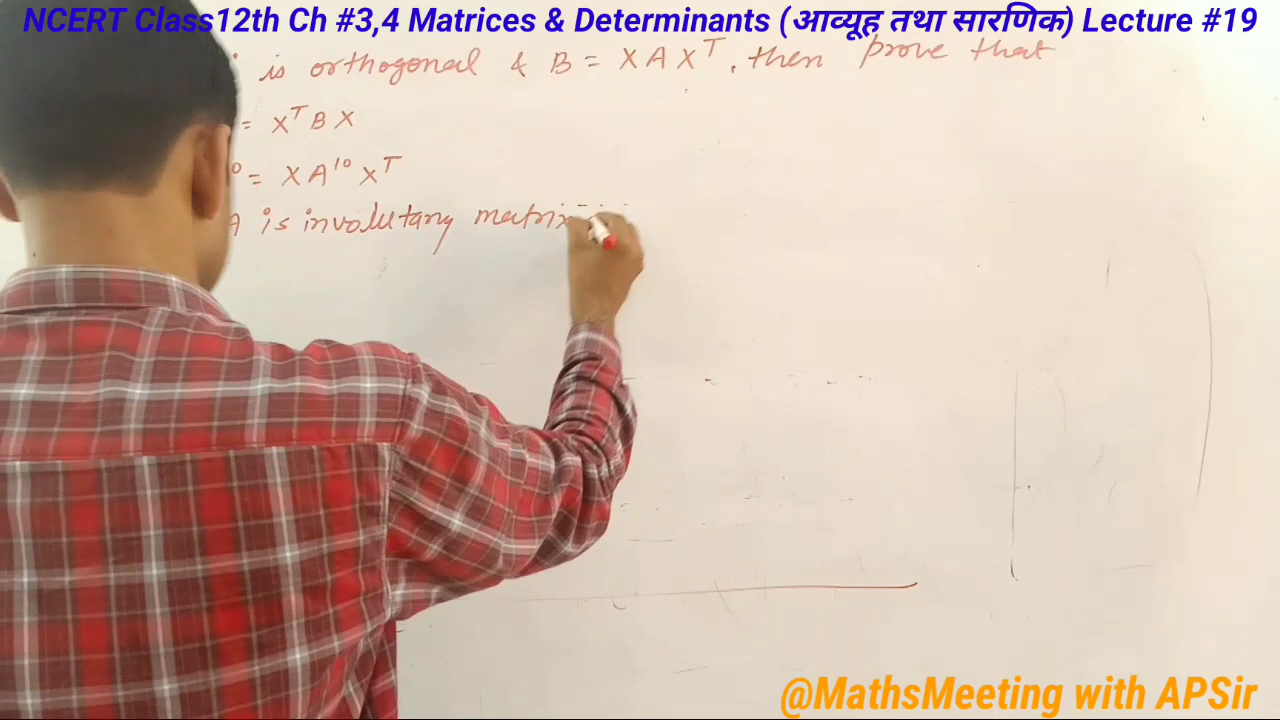 NCERT Class12th Ch #3,4 Matrices & Determinants (आव्यूह तथा सारणिक) Lecture #19
is orthogonal & B = X A X^T, then prove that
= X^T B X
= X A^10 X^T
A is involutary matrix
@MathsMeeting with APSir